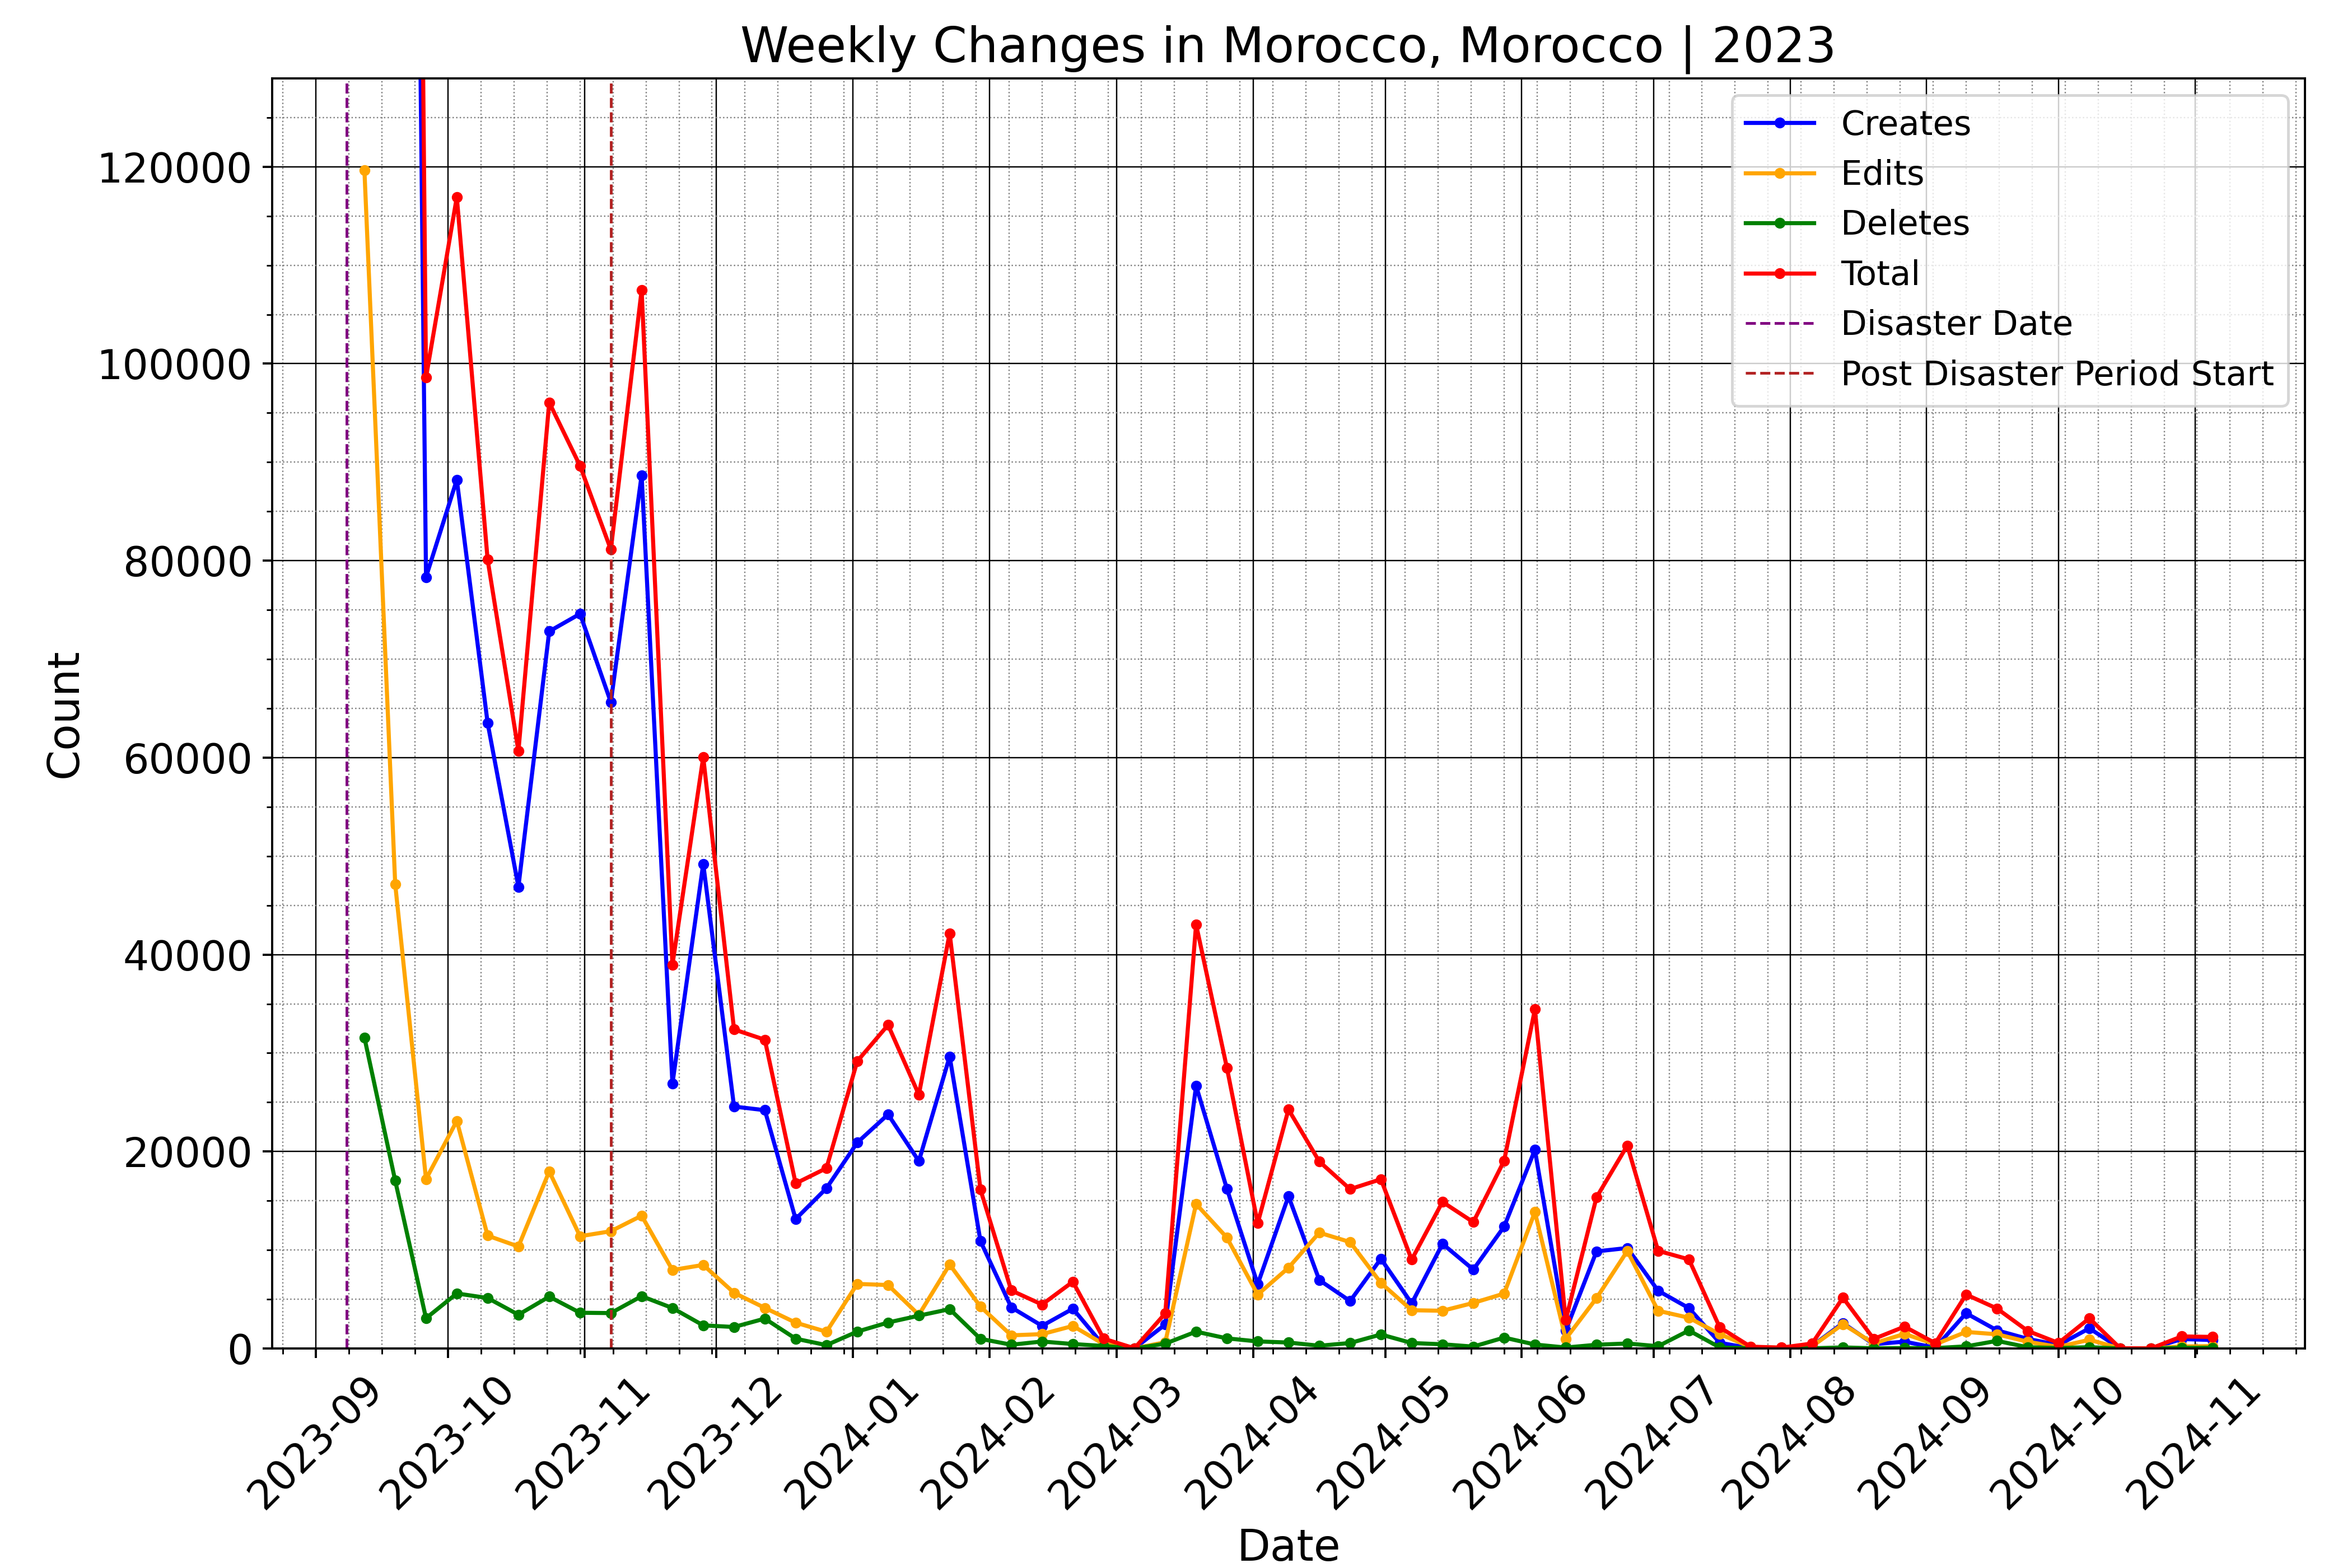 Weekly Changes in Morocco, Morocco | 2023
Creates
Edits
Deletes
Total
Disaster Date
Post Disaster Period Start
Count
120000
100000
80000
60000
40000
20000
0
2023-09
2023-10
2023-11
2023-12
2024-01
2024-02
2024-03
2024-04
2024-05
2024-06
2024-07
2024-08
2024-09
2024-10
2024-11
Date